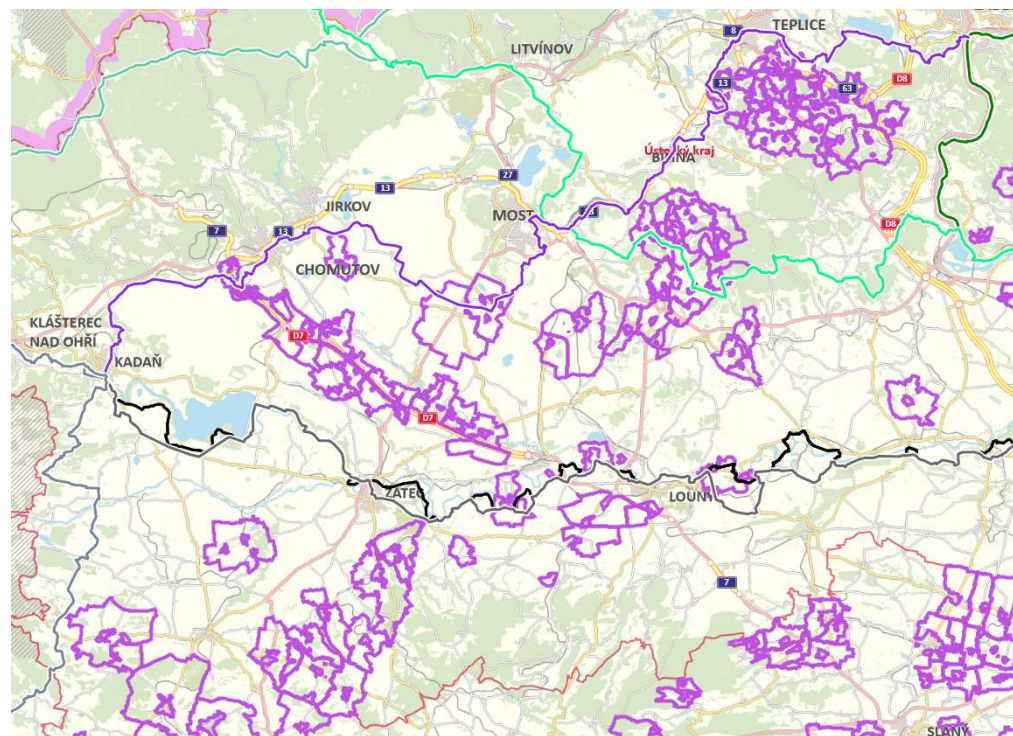 TEPLICE
8
LITVÍNOV
13
63
D8
Ústecký kraj
BÍLINA
27
13
JIRKOV
MOST
7
13
D8
CHOMUTOV
KLÁŠTEREC
NAD OHŘÍ
D7
KADAŇ
D7
ŽATEC
LOUNY
7
SLANÝ